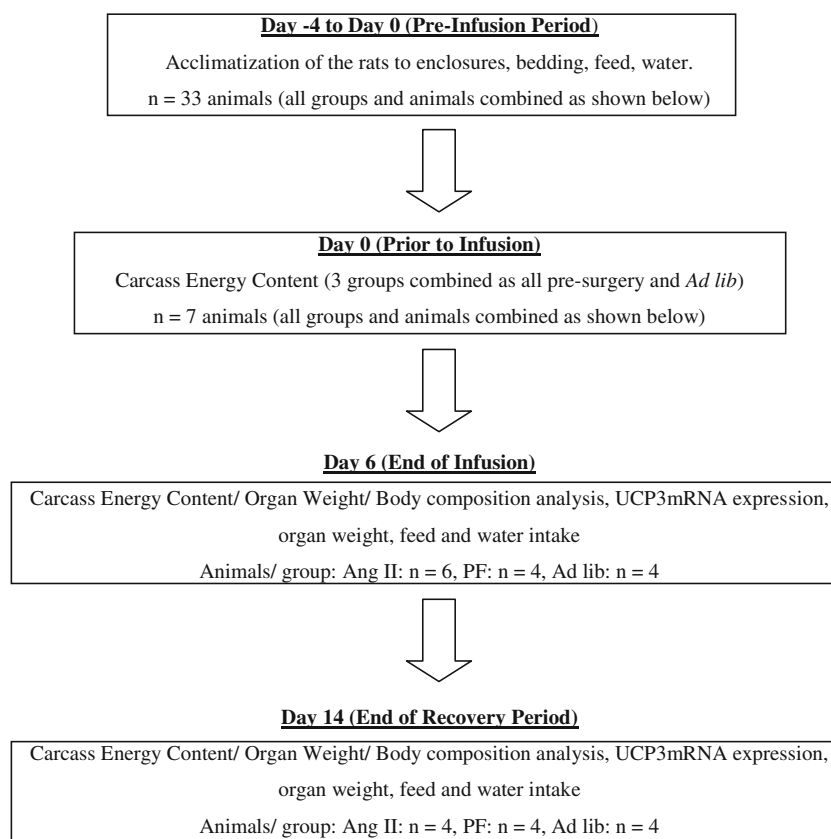 Day -4 to Day 0 (Pre-Infusion Period)
Acclimatization of the rats to enclosures, bedding, feed, water.
n = 33 animals (all groups and animals combined as shown below)
Day 0 (Prior to Infusion)
Carcass Energy Content (3 groups combined as all pre-surgery and Ad lib)
n = 7 animals (all groups and animals combined as shown below)
Day 6 (End of Infusion)
Carcass Energy Content/ Organ Weight/ Body composition analysis, UCP3mRNA expression,
organ weight, feed and water intake
Animals/ group: Ang II: n = 6, PF: n = 4, Ad lib: n = 4
Day 14 (End of Recovery Period)
Carcass Energy Content/ Organ Weight/ Body composition analysis, UCP3mRNA expression,
organ weight, feed and water intake
Animals/ group: Ang II: n = 4, PF: n = 4, Ad lib: n = 4